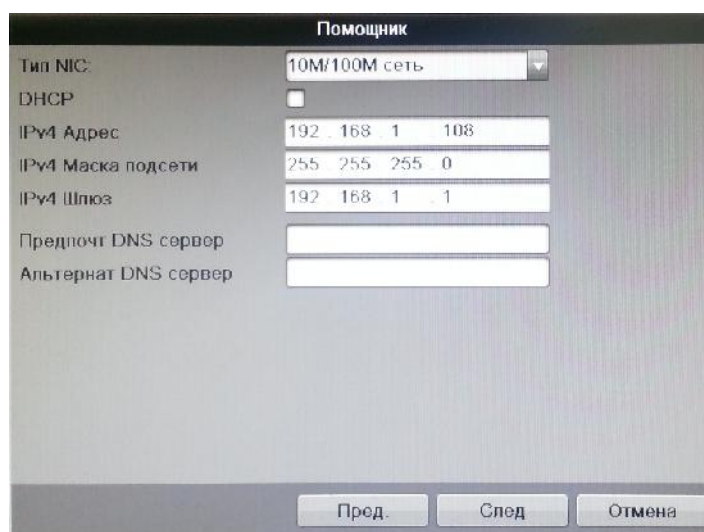 Помощник
Тип NIC: 10M/100M сеть
DHCP
IPv4 Адрес 192 . 168 . 1 . 108
IPv4 Маска подсети 255 . 255 . 255 . 0
IPv4 Шлюз 192 . 168 . 1 . 1
Предпочт DNS сервер
Альтернат DNS сервер
Пред. След Отмена